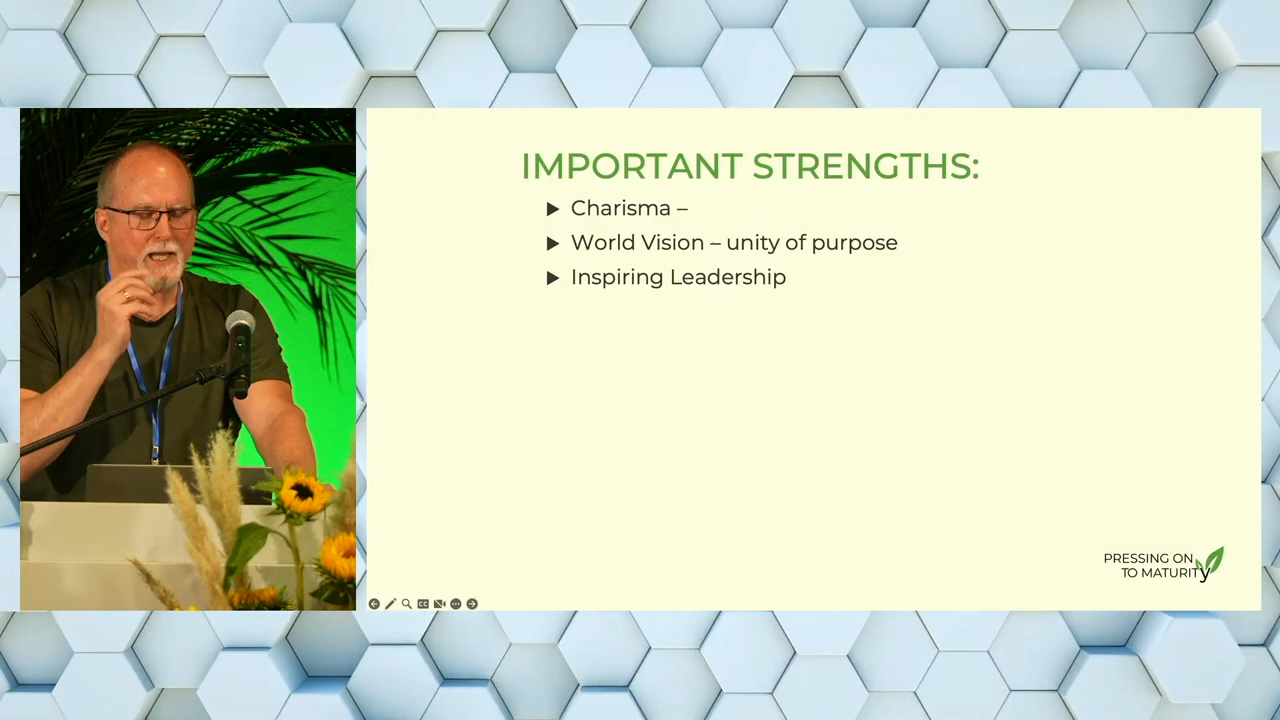 IMPORTANT STRENGTHS:
Charisma –
World Vision – unity of purpose
Inspiring Leadership
PRESSING ON
TO MATURITy